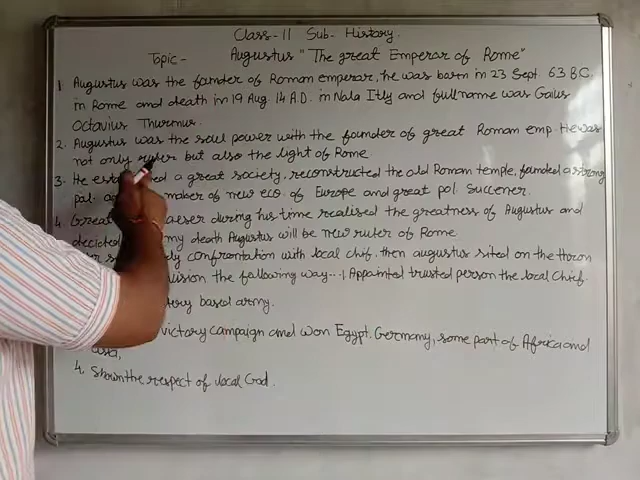 Class-11 Sub- History.
Topic- Augustus "The great Emperor of Rome"
1. Augustus was the founder of Roman emperor, he was born in 23 Sept. 63 B.C.
in Rome and death in 19 Aug. 14 A.D. in Nala Itly and full name was Gaius
Octavius Thurinus.
2. Augustus was the soul power with the founder of great Roman emp. He was
not only ruler but also the light of Rome.
3. He a great society, reconstructed the old Roman temple, founded a strong
pol. maker of new eco. of Europe and great pol. Succener.
4. Great during his time realised the greatness of Augustus and
decided my death Augustus will be new ruler of Rome.
confrontation with local chif. then augustus sited on the thoron
the following way... 1. Appointed trusted person the local Chief.
based army.
victory campaign and won Egypt, Germany, some part of Africa and
Asia,
4. Shown the respect of local God.